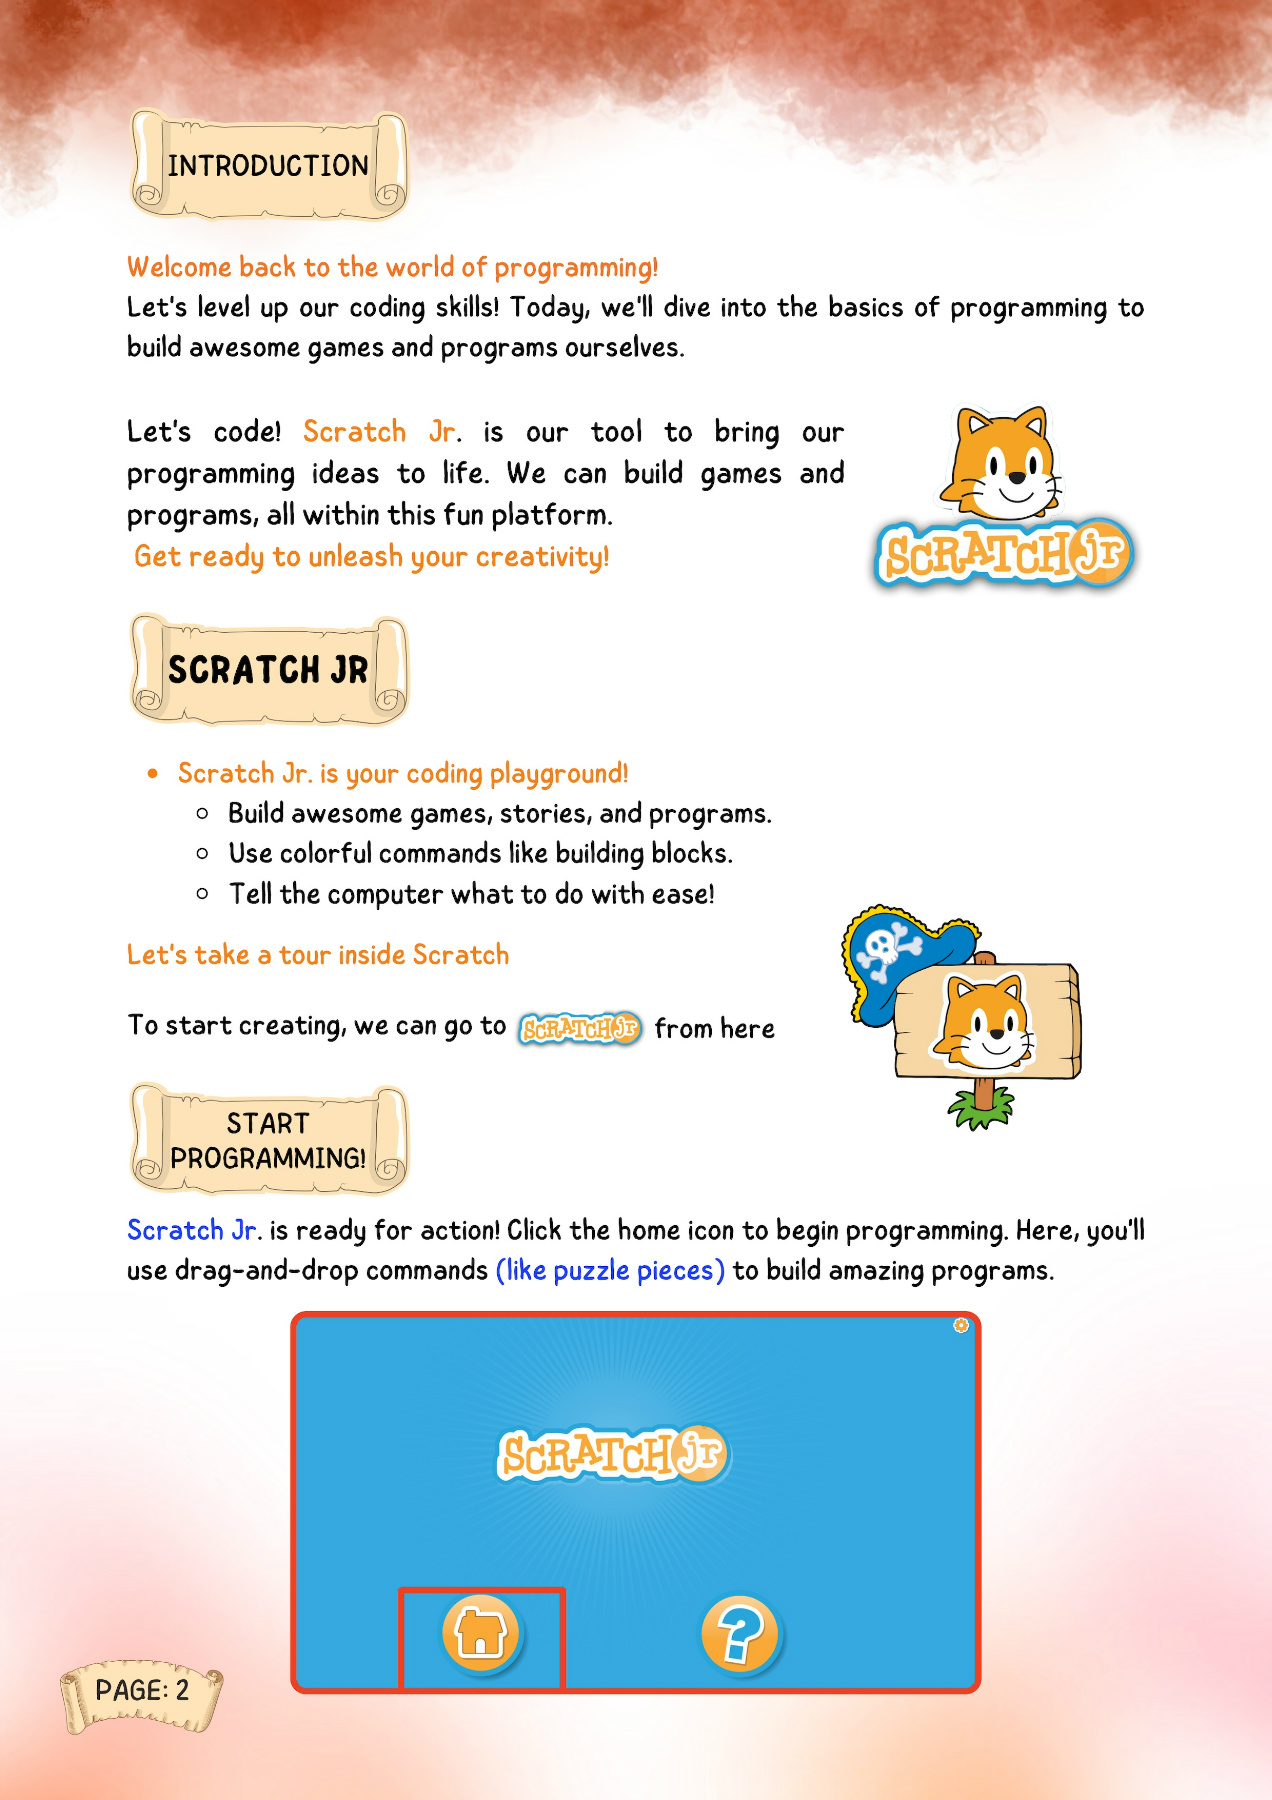 INTRODUCTION
Welcome back to the world of programming!
Let's level up our coding skills! Today, we'll dive into the basics of programming to
build awesome games and programs ourselves.
Let's code! Scratch Jr. is our tool to bring our
programming ideas to life. We can build games and
programs, all within this fun platform.
Get ready to unleash your creativity!
SCRATCH jr
SCRATCH JR
• Scratch Jr. is your coding playground!
○ Build awesome games, stories, and programs.
○ Use colorful commands like building blocks.
○ Tell the computer what to do with ease!
Let's take a tour inside Scratch
To start creating, we can go to SCRATCH jr from here
START
PROGRAMMING!
Scratch Jr. is ready for action! Click the home icon to begin programming. Here, you'll
use drag-and-drop commands (like puzzle pieces) to build amazing programs.
SCRATCH jr
?
PAGE: 2